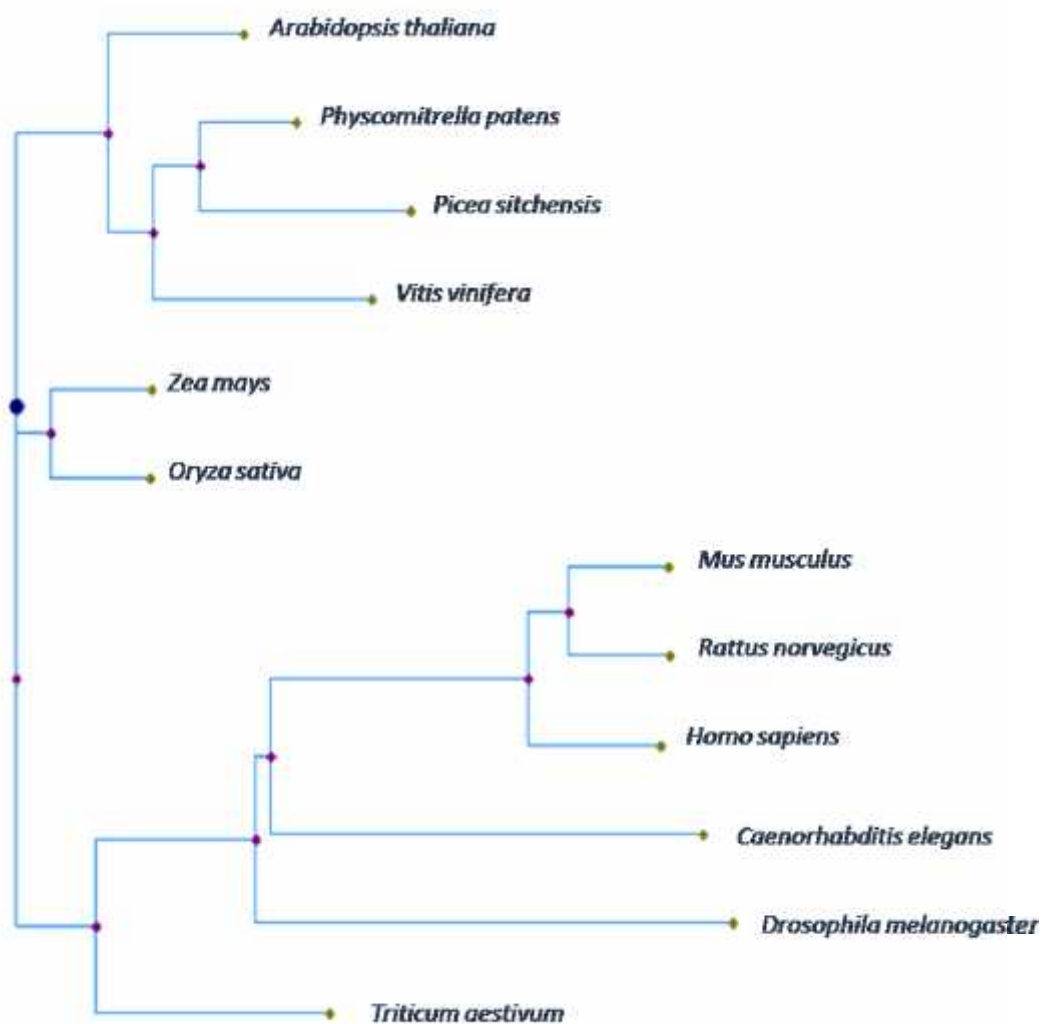 Arabidopsis thaliana
Physcomitrella patens
Picea sitchensis
Vitis vinifera
Zea mays
Oryza sativa
Mus musculus
Rattus norvegicus
Homo sapiens
Caenorhabditis elegans
Drosophila melanogaster
Triticum aestivum